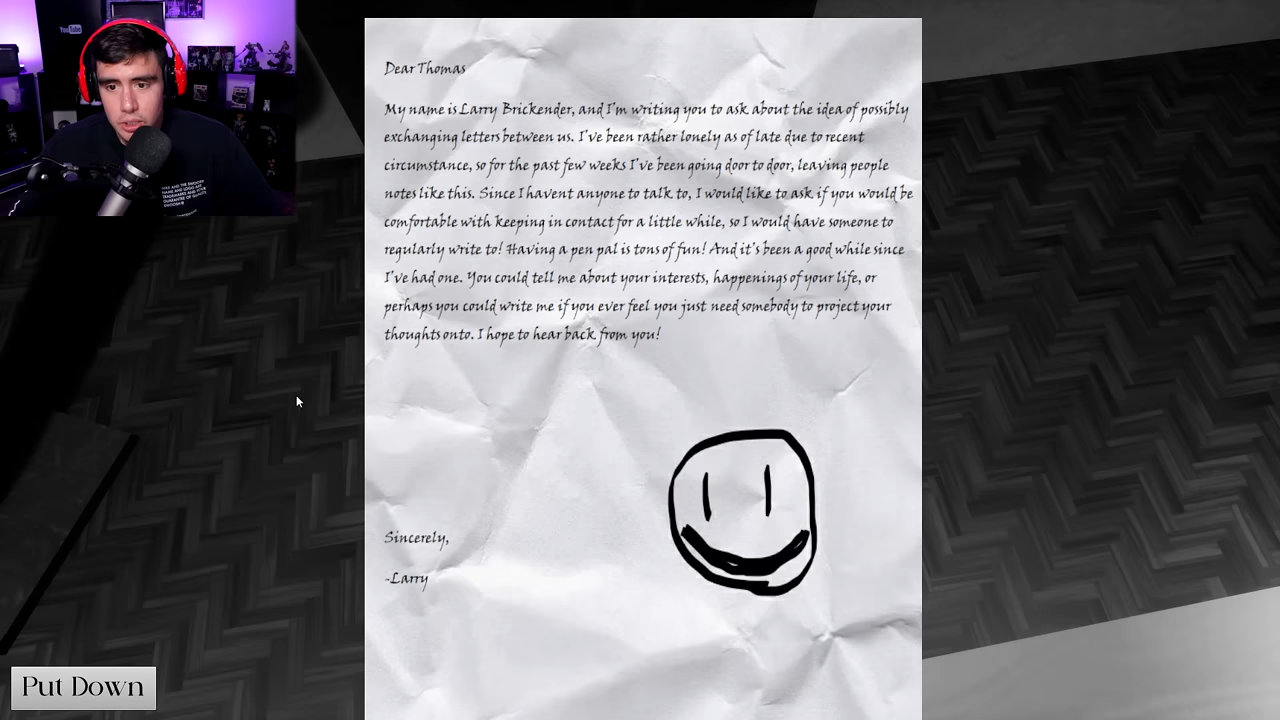 YouTube
Dear Thomas
My name is Larry Brickender, and I'm writing you to ask about the idea of possibly
exchanging letters between us. I've been rather lonely as of late due to recent
circumstance, so for the past few weeks I've been going door to door, leaving people
notes like this. Since I havent anyone to talk to, I would like to ask if you would be
comfortable with keeping in contact for a little while, so I would have someone to
regularly write to! Having a pen pal is tons of fun! And it's been a good while since
I've had one. You could tell me about your interests, happenings of your life, or
perhaps you could write me if you ever feel you just need somebody to project your
thoughts onto. I hope to hear back from you!
Sincerely,
-Larry
Put Down